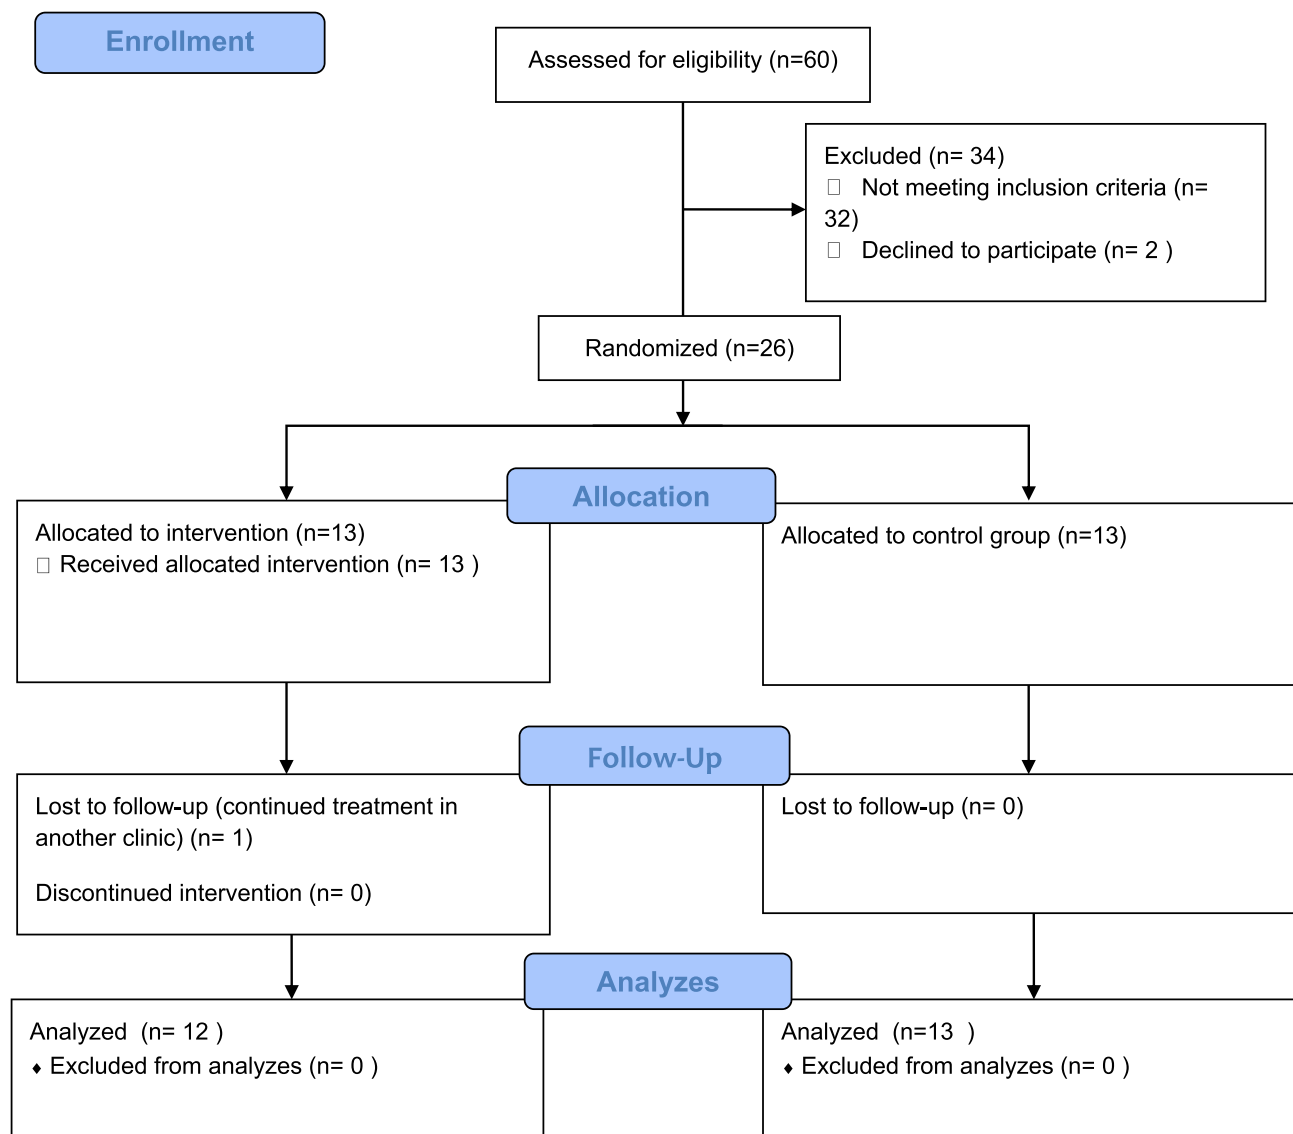 Enrollment
Assessed for eligibility (n=60)
Excluded (n= 34)
□ Not meeting inclusion criteria (n=
32)
□ Declined to participate (n= 2 )
Randomized (n=26)
Allocation
Allocated to intervention (n=13)
□ Received allocated intervention (n= 13 )
Allocated to control group (n=13)
Follow-Up
Lost to follow-up (continued treatment in
another clinic) (n= 1)
Discontinued intervention (n= 0)
Lost to follow-up (n= 0)
Analyzes
Analyzed (n= 12 )
♦ Excluded from analyzes (n= 0 )
Analyzed (n=13 )
♦ Excluded from analyzes (n= 0 )